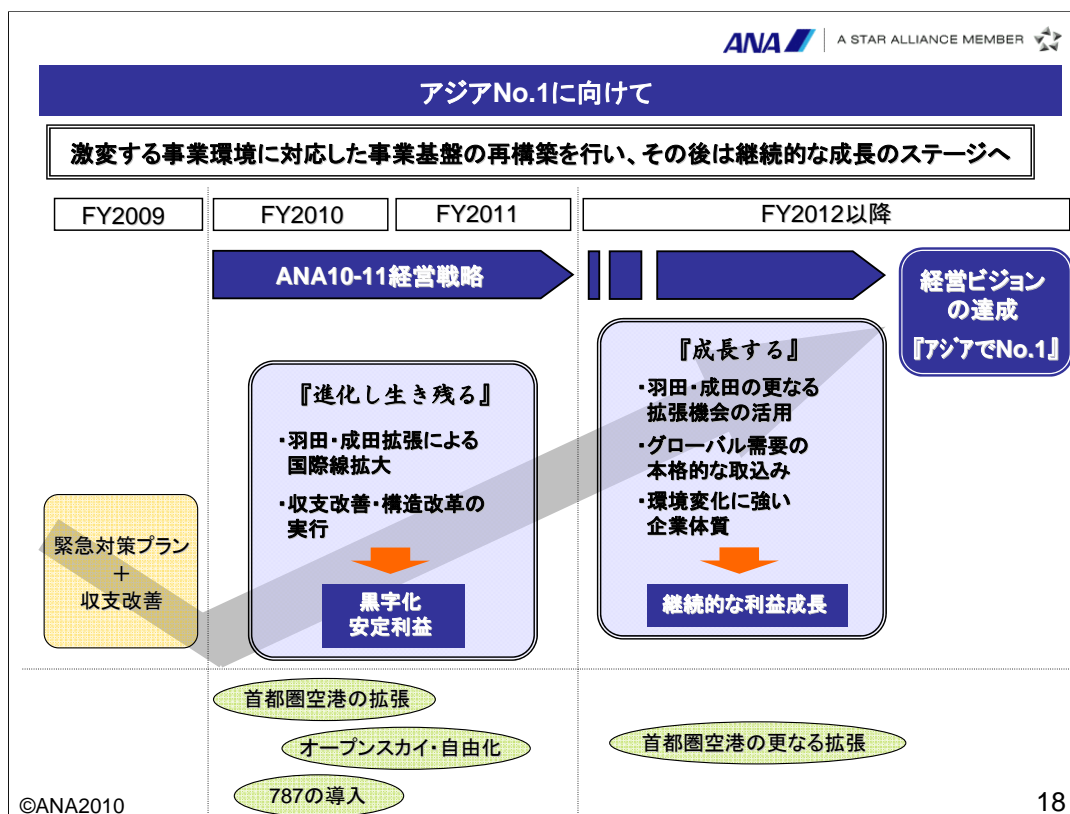 ANA
A STAR ALLIANCE MEMBER
アジアNo.1に向けて
激変する事業環境に対応した事業基盤の再構築を行い、その後は継続的な成長のステージへ
FY2009
FY2010
FY2011
FY2012以降
ANA10-11経営戦略
経営ビジョン
の達成
『アジアでNo.1』
緊急対策プラン
＋
収支改善
『進化し生き残る』
・羽田・成田拡張による
国際線拡大
・収支改善・構造改革の
実行
黒字化
安定利益
『成長する』
・羽田・成田の更なる
拡張機会の活用
・グローバル需要の
本格的な取込み
・環境変化に強い
企業体質
継続的な利益成長
首都圏空港の拡張
オープンスカイ・自由化
787の導入
首都圏空港の更なる拡張
©ANA2010
18